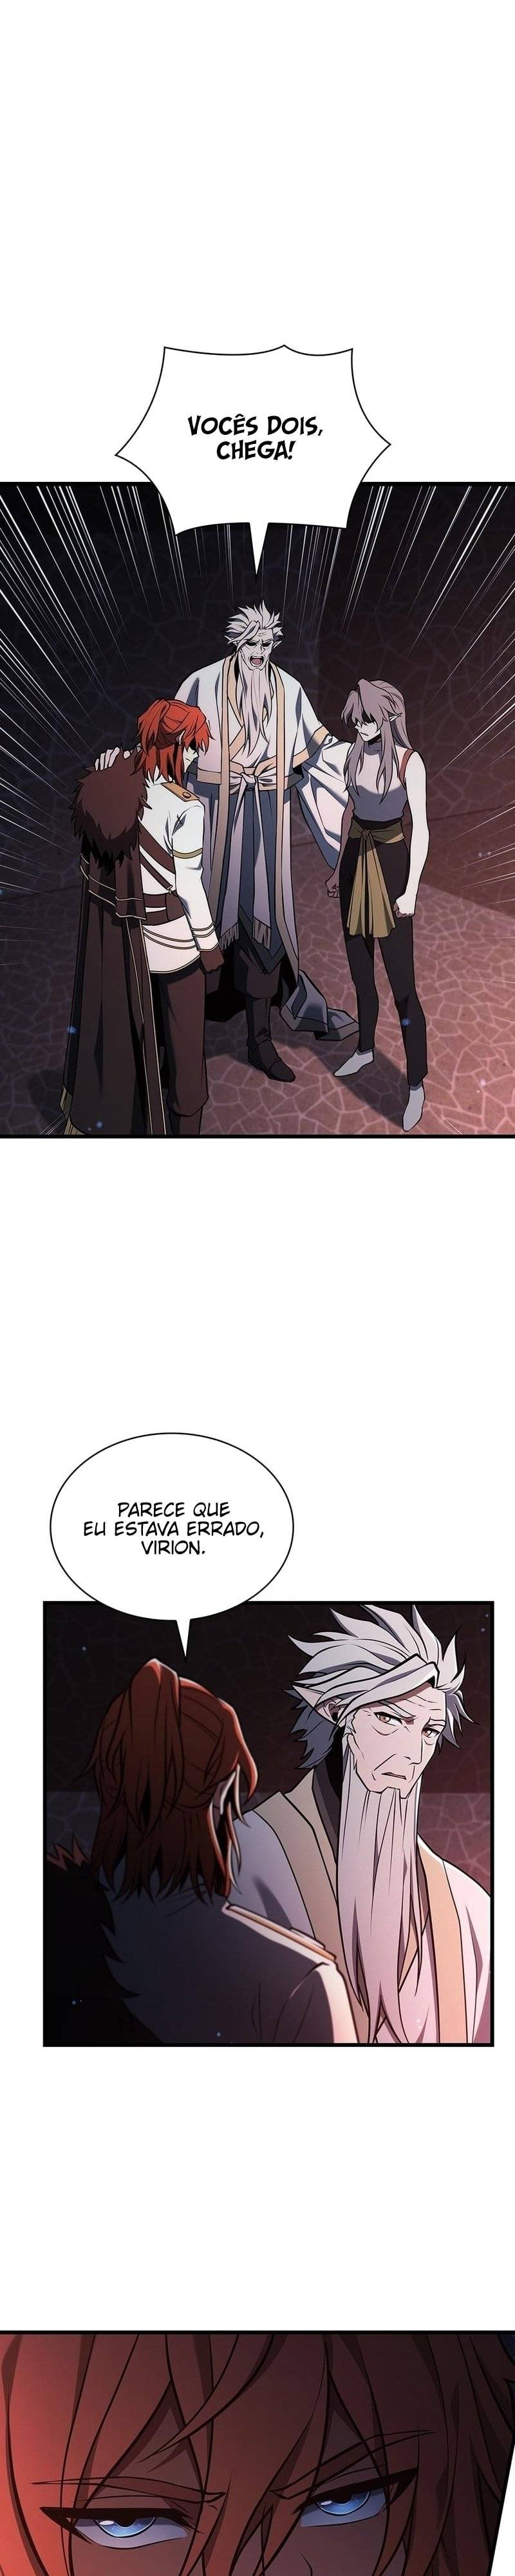 VOCÊS DOIS,
CHEGA!
PARECE QUE
EU ESTAVA ERRADO,
VIRION.